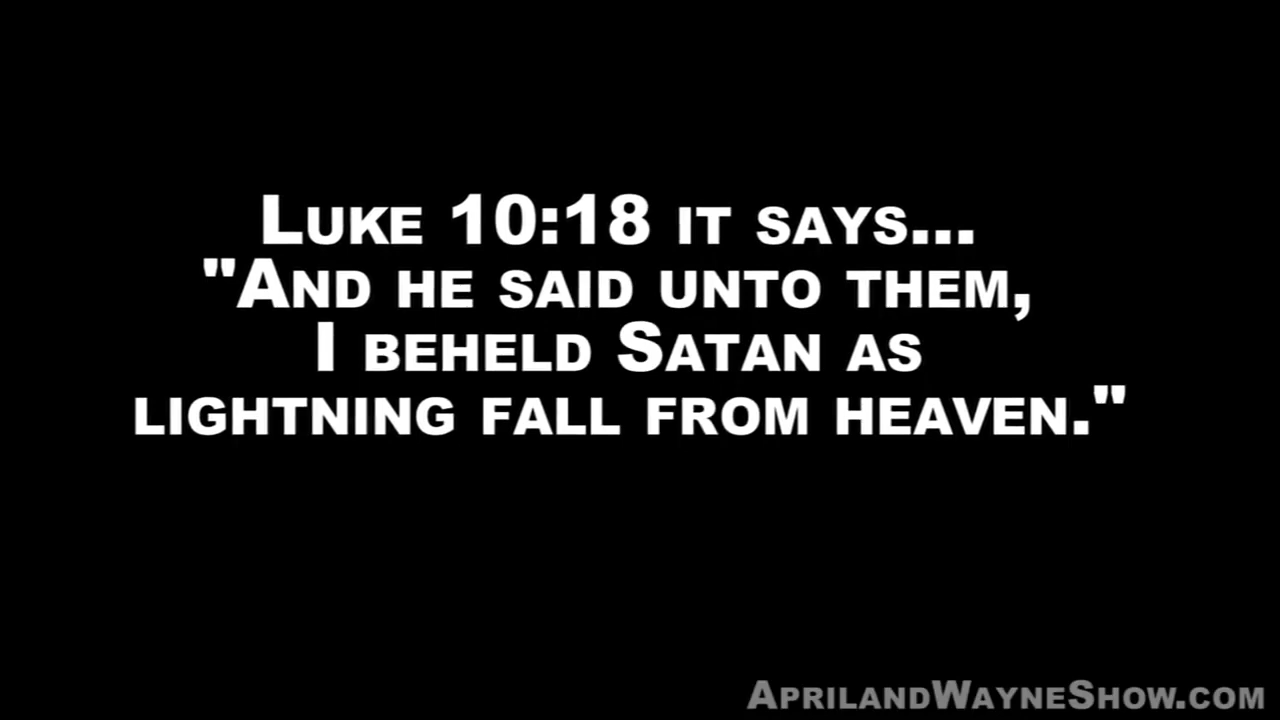 Luke 10:18 it says...
"And he said unto them,
I beheld Satan as
lightning fall from heaven."
AprilandWayneShow.com